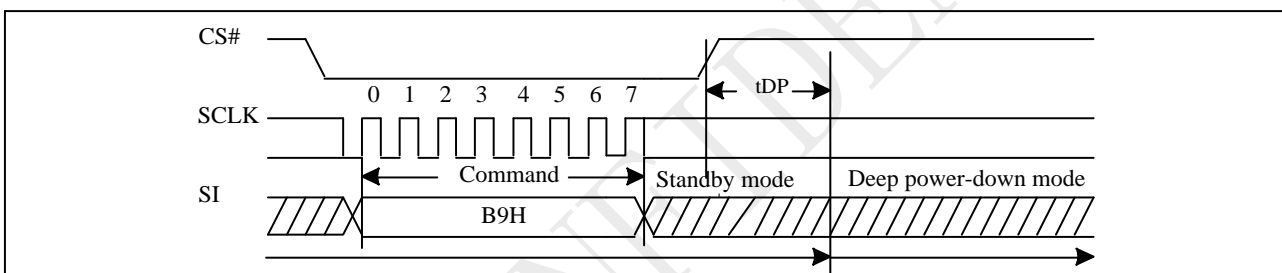 CS#
tDP
0 1 2 3 4 5 6 7
SCLK
Command
Standby mode
Deep power-down mode
SI
B9H